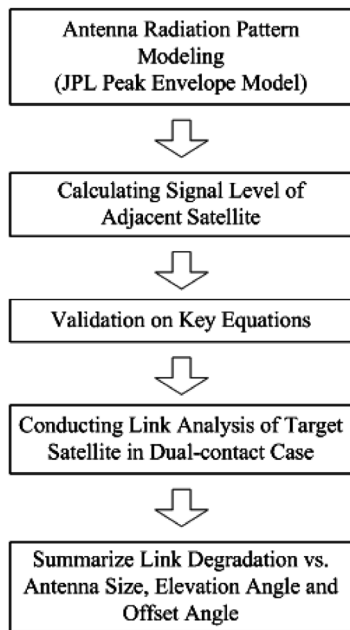 Antenna Radiation Pattern
Modeling
(JPL Peak Envelope Model)
Calculating Signal Level of
Adjacent Satellite
Validation on Key Equations
Conducting Link Analysis of Target
Satellite in Dual-contact Case
Summarize Link Degradation vs.
Antenna Size, Elevation Angle and
Offset Angle